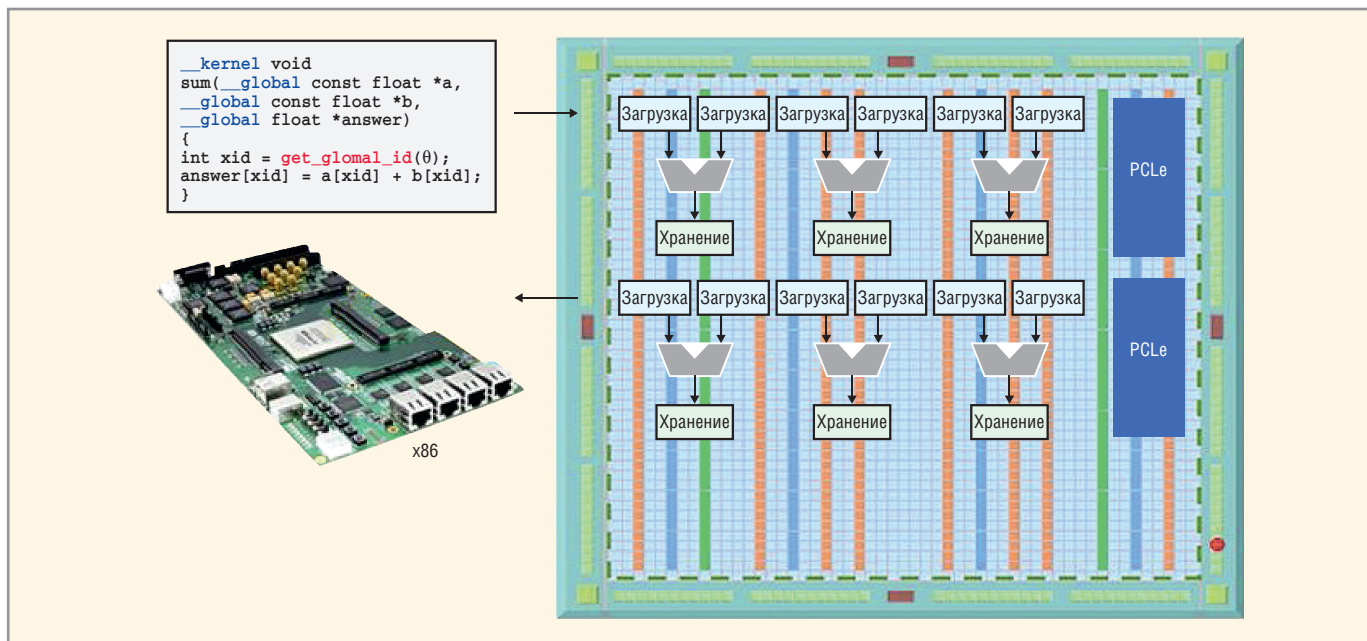 __kernel void
sum(__global const float *a,
__global const float *b,
__global float *answer)
{
int xid = get_glomal_id(θ);
answer[xid] = a[xid] + b[xid];
}
x86
Загрузка Загрузка Загрузка Загрузка Загрузка Загрузка
Хранение Хранение Хранение
PCLe
Загрузка Загрузка Загрузка Загрузка Загрузка Загрузка
Хранение Хранение Хранение
PCLe